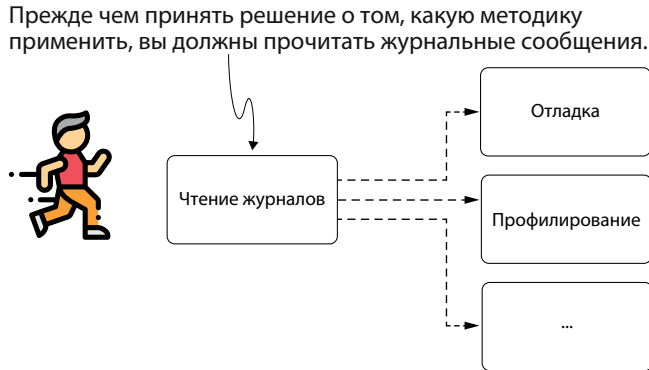 Прежде чем принять решение о том, какую методику
применить, вы должны прочитать журнальные сообщения.
Отладка
Чтение журналов
Профилирование
...